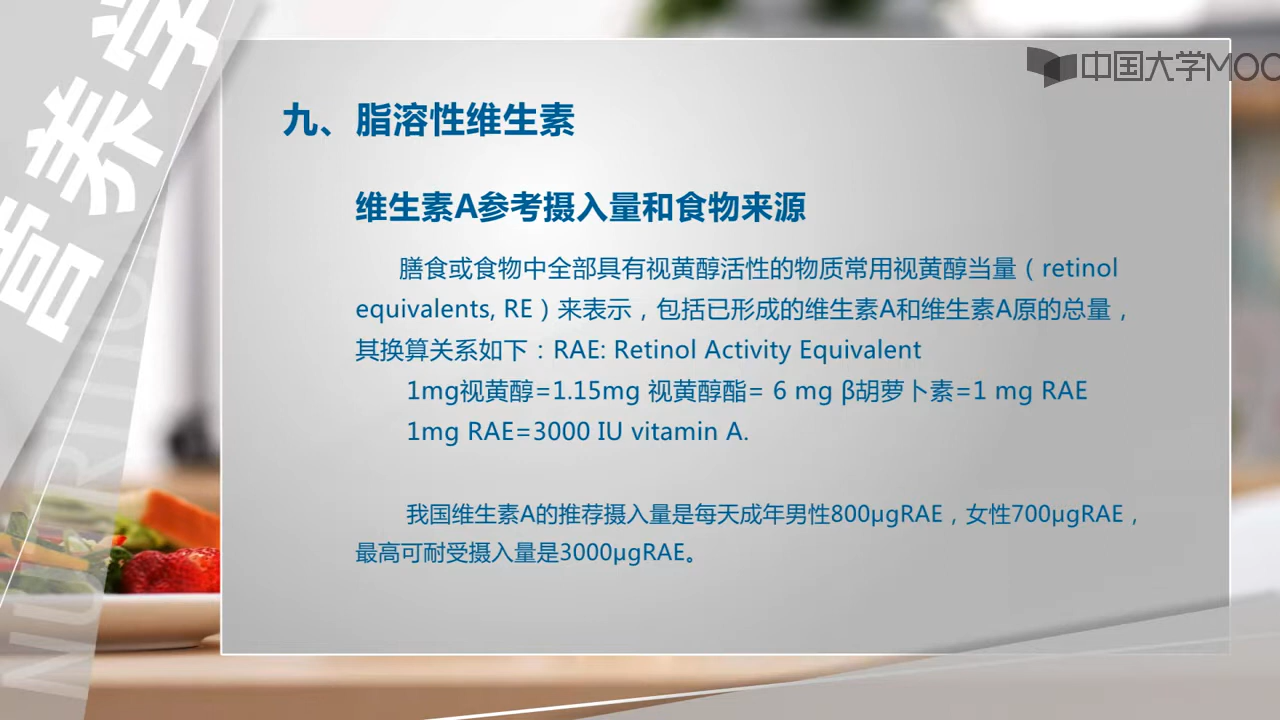 营养学
NUTRITION
中国大学MOO
九、脂溶性维生素
维生素A参考摄入量和食物来源
膳食或食物中全部具有视黄醇活性的物质常用视黄醇当量（retinol
equivalents, RE）来表示，包括已形成的维生素A和维生素A原的总量，
其换算关系如下：RAE: Retinol Activity Equivalent
1mg视黄醇=1.15mg 视黄醇酯= 6 mg β胡萝卜素=1 mg RAE
1mg RAE=3000 IU vitamin A.
我国维生素A的推荐摄入量是每天成年男性800μgRAE，女性700μgRAE，
最高可耐受摄入量是3000μgRAE。